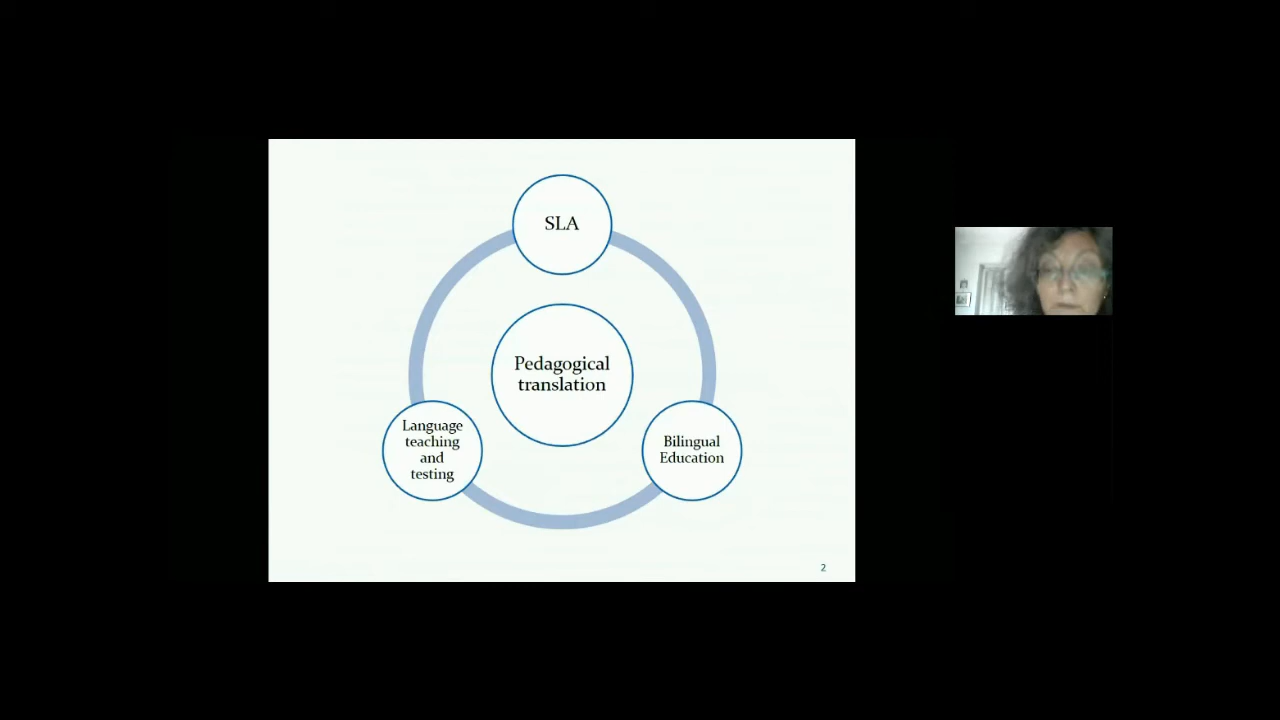 SLA
Pedagogical
translation
Language
teaching
and
testing
Bilingual
Education
2